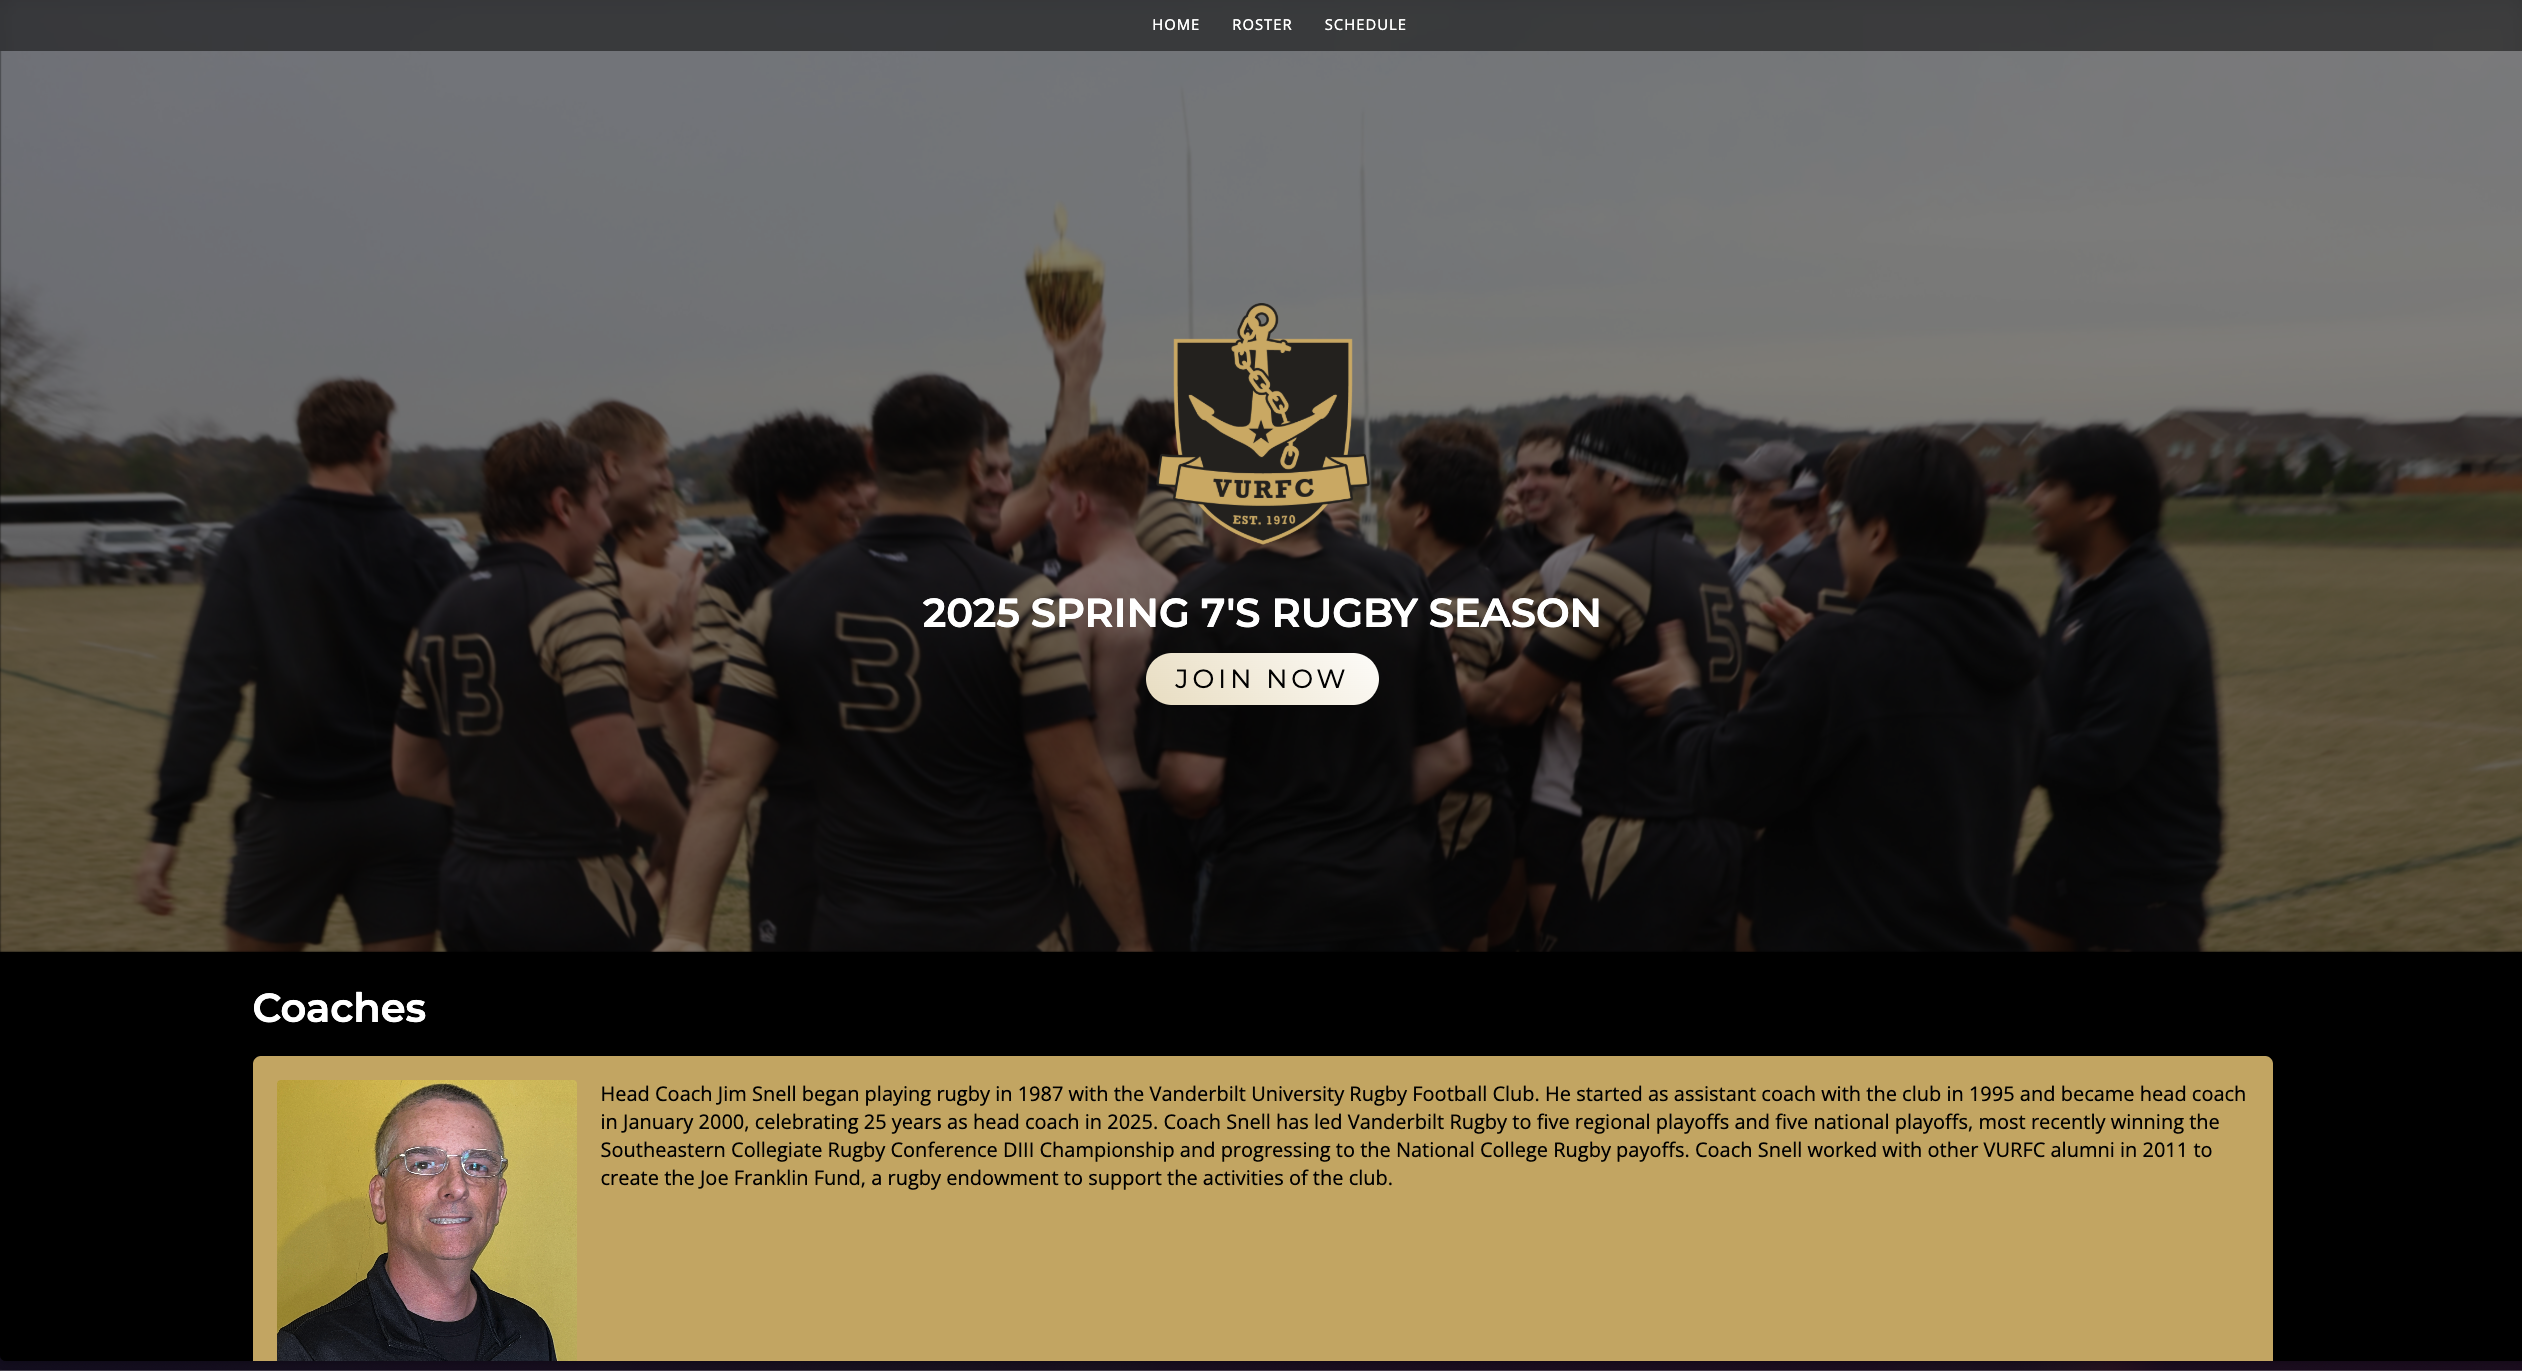 HOME ROSTER SCHEDULE
VURFC
EST. 1970
13
3
5
2025 SPRING 7'S RUGBY SEASON
JOIN NOW
Coaches
Head Coach Jim Snell began playing rugby in 1987 with the Vanderbilt University Rugby Football Club. He started as assistant coach with the club in 1995 and became head coach
in January 2000, celebrating 25 years as head coach in 2025. Coach Snell has led Vanderbilt Rugby to five regional playoffs and five national playoffs, most recently winning the
Southeastern Collegiate Rugby Conference DIII Championship and progressing to the National College Rugby payoffs. Coach Snell worked with other VURFC alumni in 2011 to
create the Joe Franklin Fund, a rugby endowment to support the activities of the club.